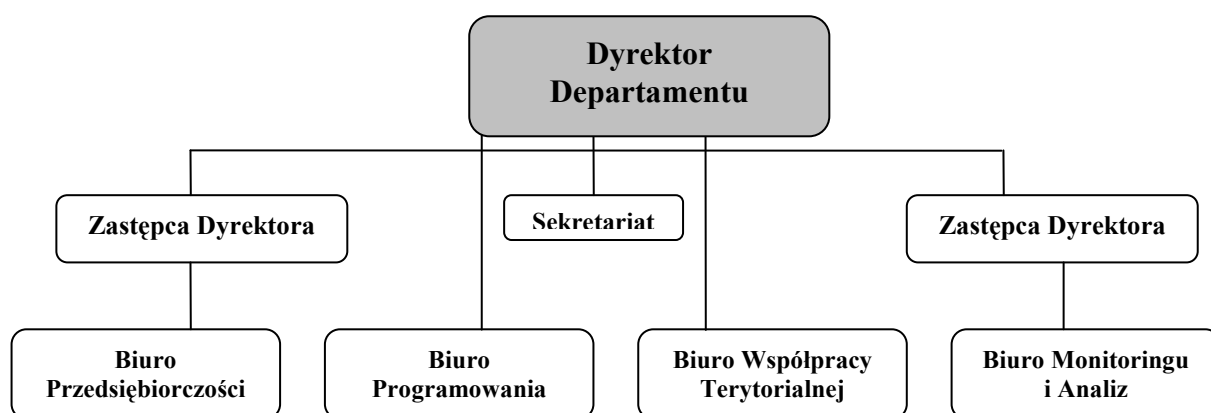 Dyrektor
Departamentu
Zastępca Dyrektora
Sekretariat
Zastępca Dyrektora
Biuro
Przedsiębiorczości
Biuro
Programowania
Biuro Współpracy
Terytorialnej
Biuro Monitoringu
i Analiz